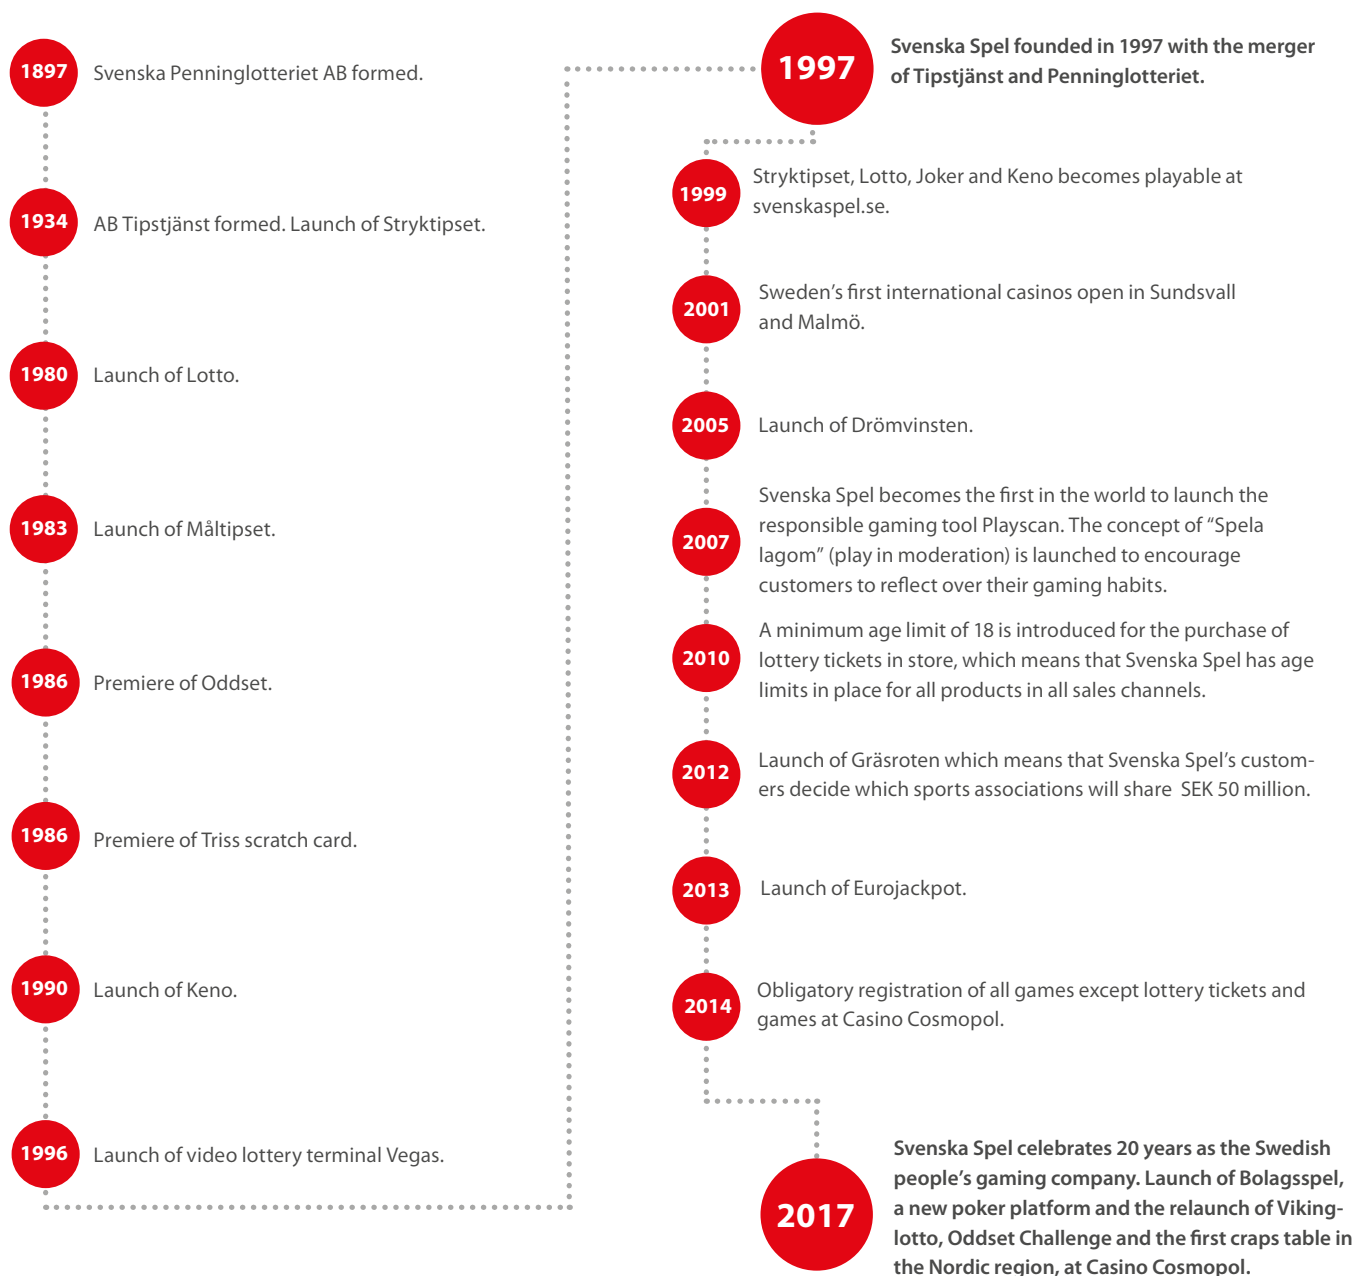 1897
Svenska Penninglotteriet AB formed.
1934
AB Tipstjänst formed. Launch of Stryktipset.
1980
Launch of Lotto.
1983
Launch of Måltipset.
1986
Premiere of Oddset.
1986
Premiere of Triss scratch card.
1990
Launch of Keno.
1996
Launch of video lottery terminal Vegas.
1997
Svenska Spel founded in 1997 with the merger
of Tipstjänst and Penninglotteriet.
1999
Stryktipset, Lotto, Joker and Keno becomes playable at
svenskaspel.se.
2001
Sweden’s first international casinos open in Sundsvall
and Malmö.
2005
Launch of Drömvinsten.
2007
Svenska Spel becomes the first in the world to launch the
responsible gaming tool Playscan. The concept of “Spela
lagom” (play in moderation) is launched to encourage
customers to reflect over their gaming habits.
2010
A minimum age limit of 18 is introduced for the purchase of
lottery tickets in store, which means that Svenska Spel has age
limits in place for all products in all sales channels.
2012
Launch of Gräsroten which means that Svenska Spel’s custom-
ers decide which sports associations will share SEK 50 million.
2013
Launch of Eurojackpot.
2014
Obligatory registration of all games except lottery tickets and
games at Casino Cosmopol.
2017
Svenska Spel celebrates 20 years as the Swedish
people’s gaming company. Launch of Bolagsspel,
a new poker platform and the relaunch of Viking-
lotto, Oddset Challenge and the first craps table in
the Nordic region, at Casino Cosmopol.